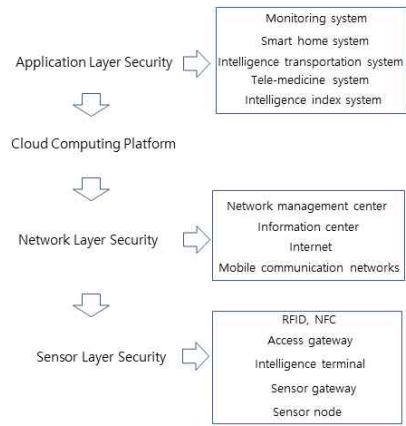 Monitoring system
Smart home system
Application Layer Security
Intelligence transportation system
Tele-medicine system
Intelligence index system
Cloud Computing Platform
Network Layer Security
Network management center
Information center
Internet
Mobile communication networks
Sensor Layer Security
RFID, NFC
Access gateway
Intelligence terminal
Sensor gateway
Sensor node